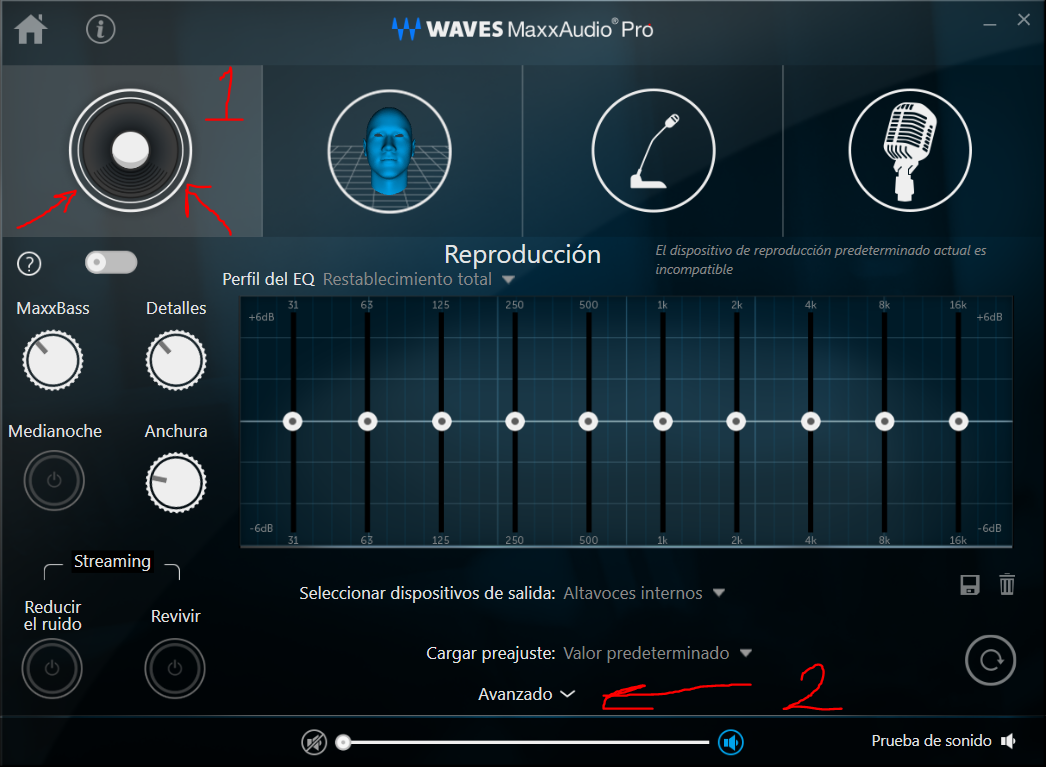 WAVES MaxxAudio® Pro
1
Reproducción
El dispositivo de reproducción predeterminado actual es
incompatible
?
Perfil del EQ Restablecimiento total
MaxxBass
Detalles
31 63 125 250 500 1k 2k 4k 8k 16k
+6dB +6dB
Medianoche
Anchura
-6dB -6dB
31 63 125 250 500 1k 2k 4k 8k 16k
Streaming
Reducir
el ruido
Revivir
Seleccionar dispositivos de salida: Altavoces internos
Cargar preajuste: Valor predeterminado
Avanzado
2
Prueba de sonido